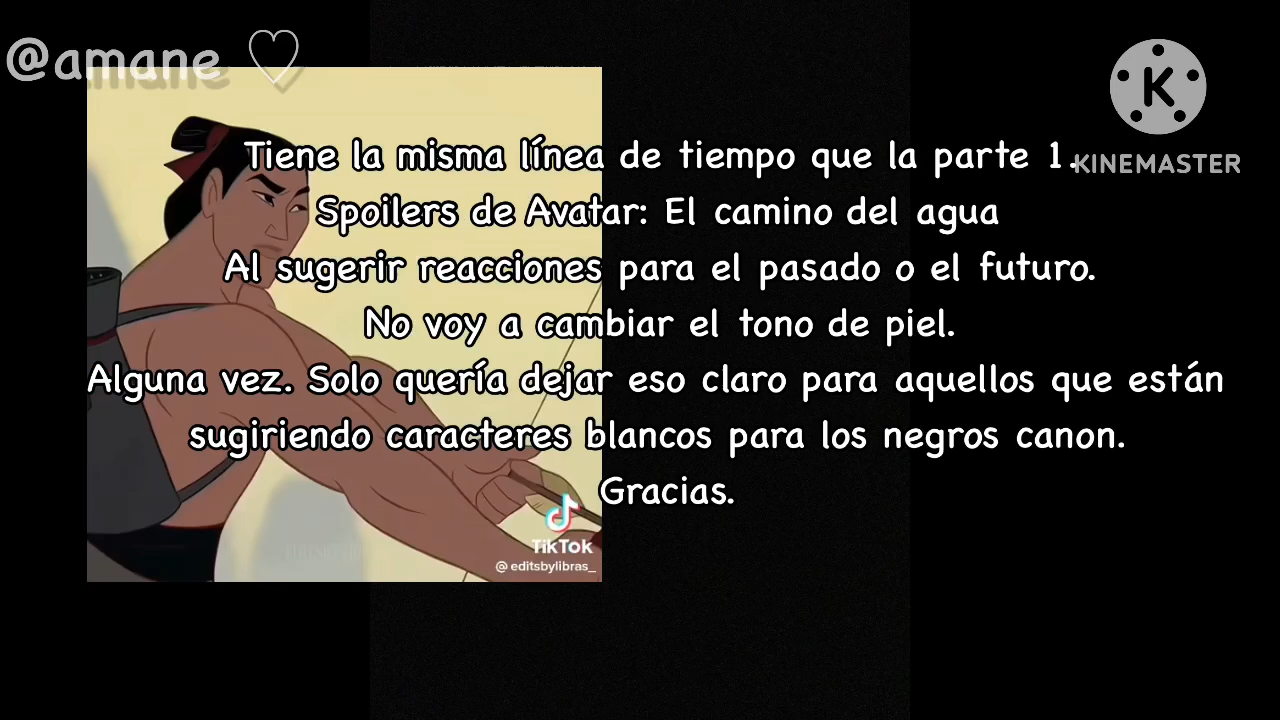 @amane ♡
K
KINEMASTER
Tiene la misma línea de tiempo que la parte 1.
Spoilers de Avatar: El camino del agua
Al sugerir reacciones para el pasado o el futuro.
No voy a cambiar el tono de piel.
Alguna vez. Solo quería dejar eso claro para aquellos que están
sugiriendo caracteres blancos para los negros canon.
Gracias.
TikTok
@editsbylibras_